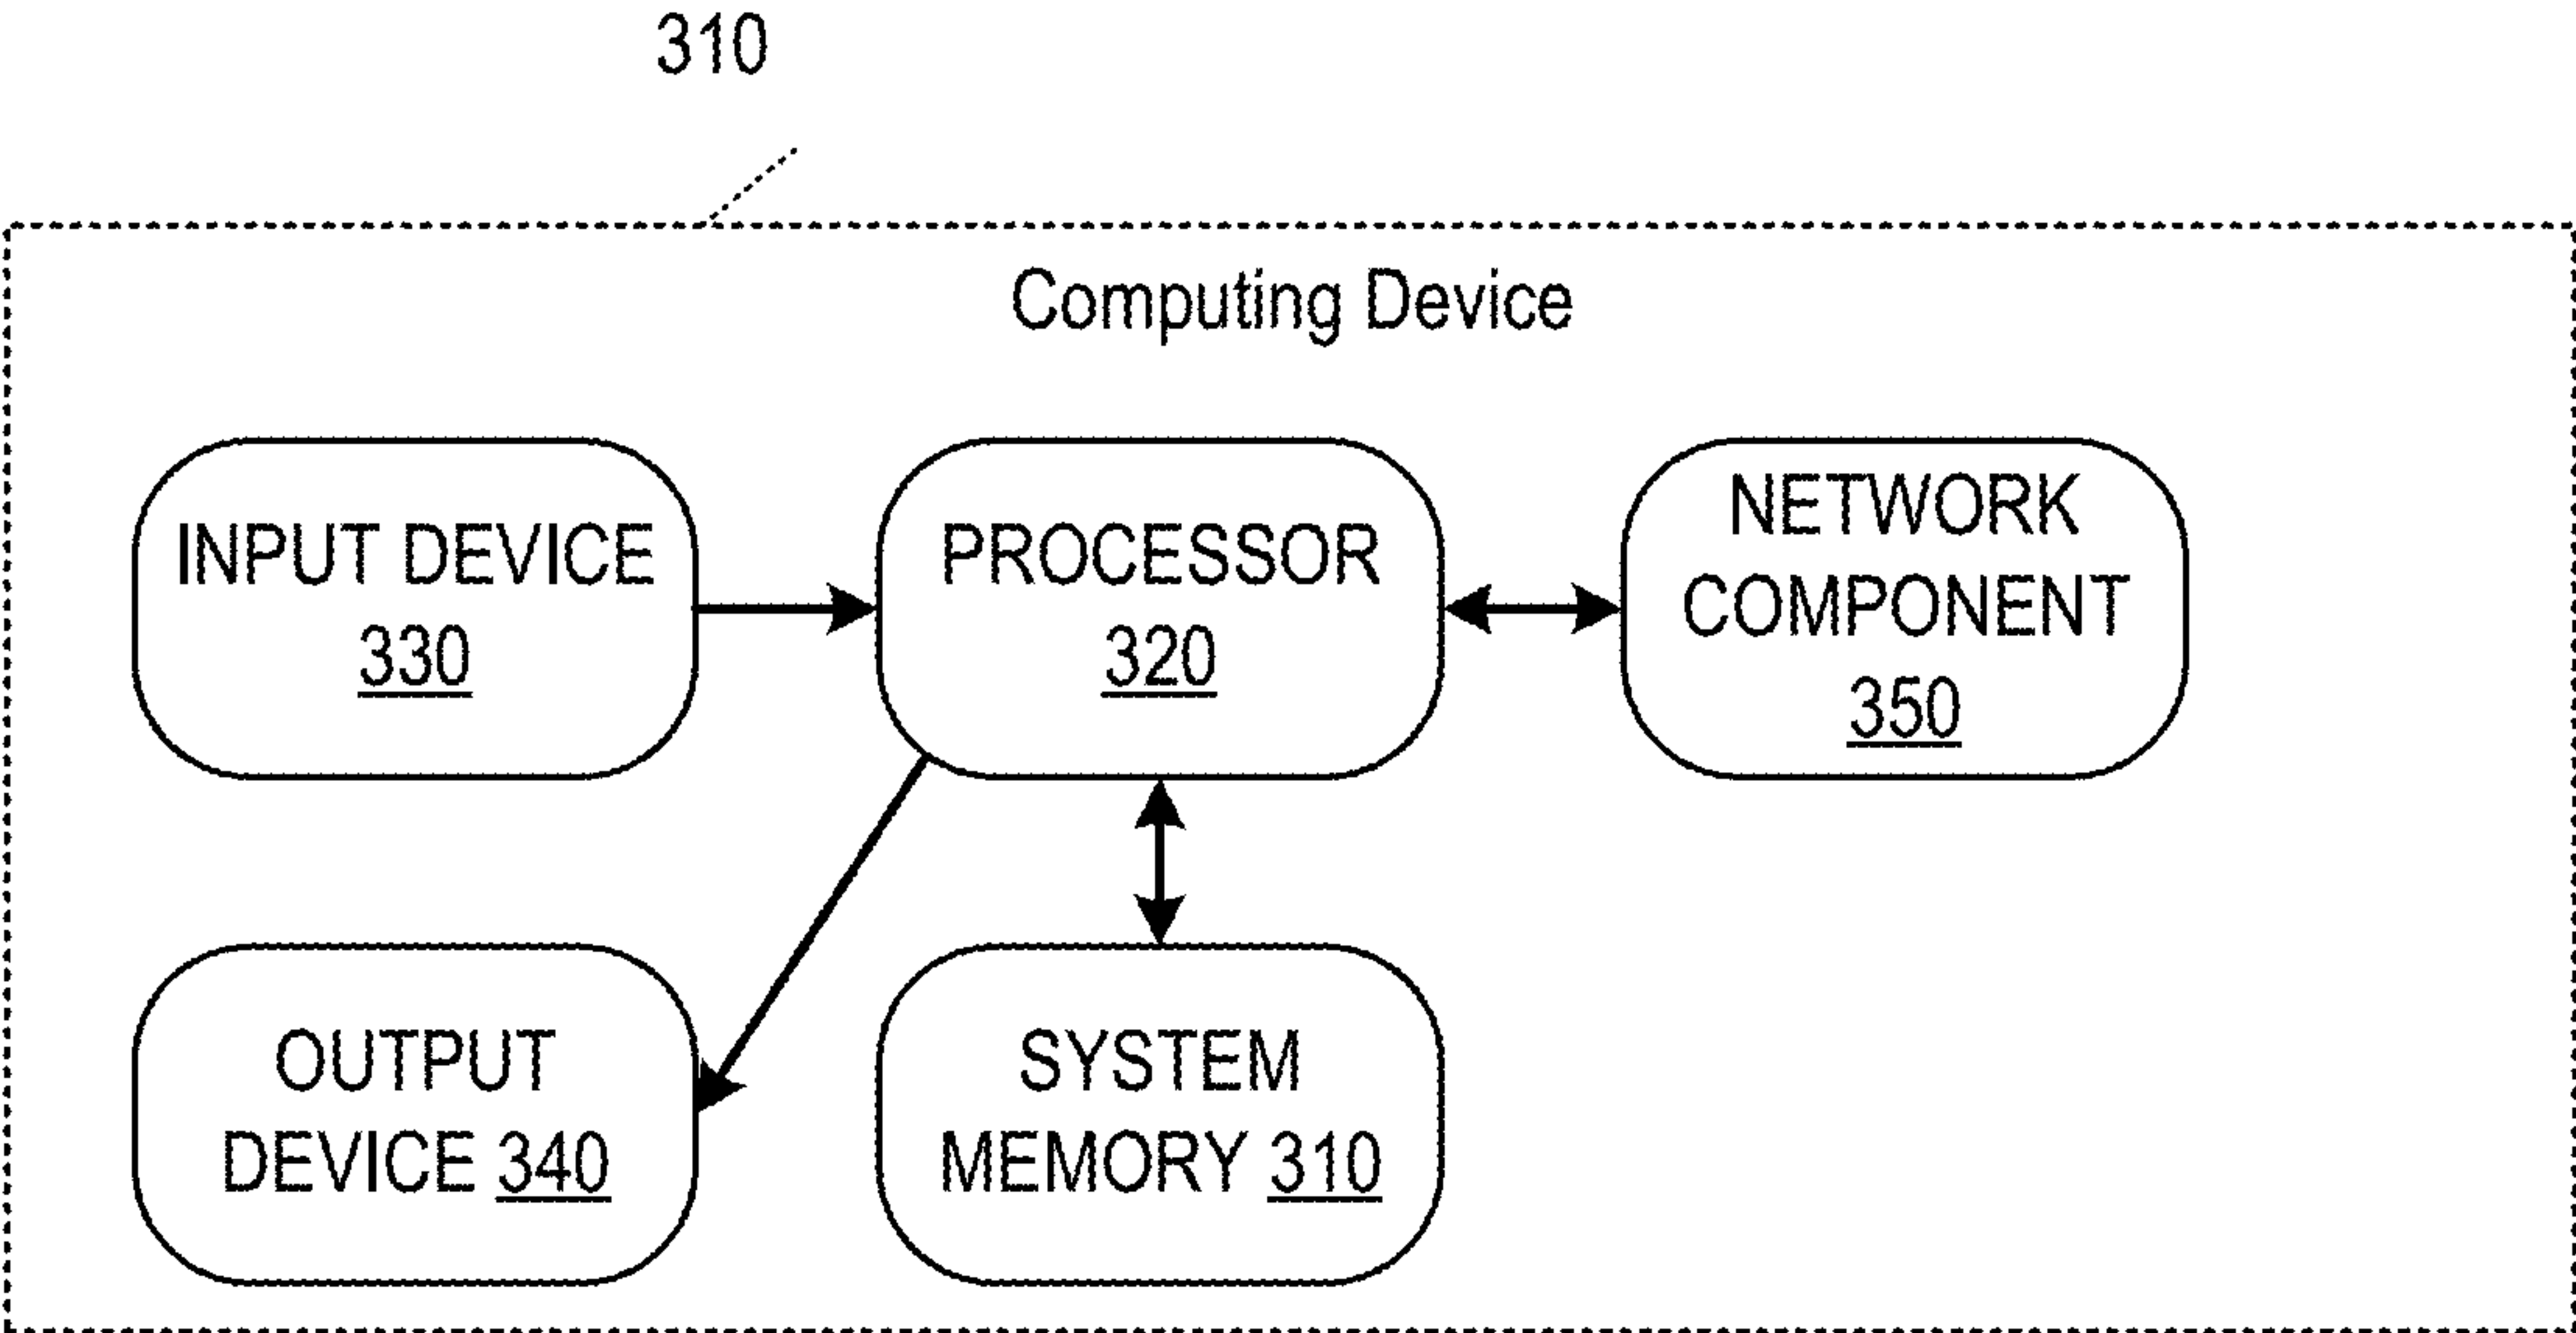 310
Computing Device
INPUT DEVICE
330
PROCESSOR
320
NETWORK
COMPONENT
350
OUTPUT
DEVICE 340
SYSTEM
MEMORY 310